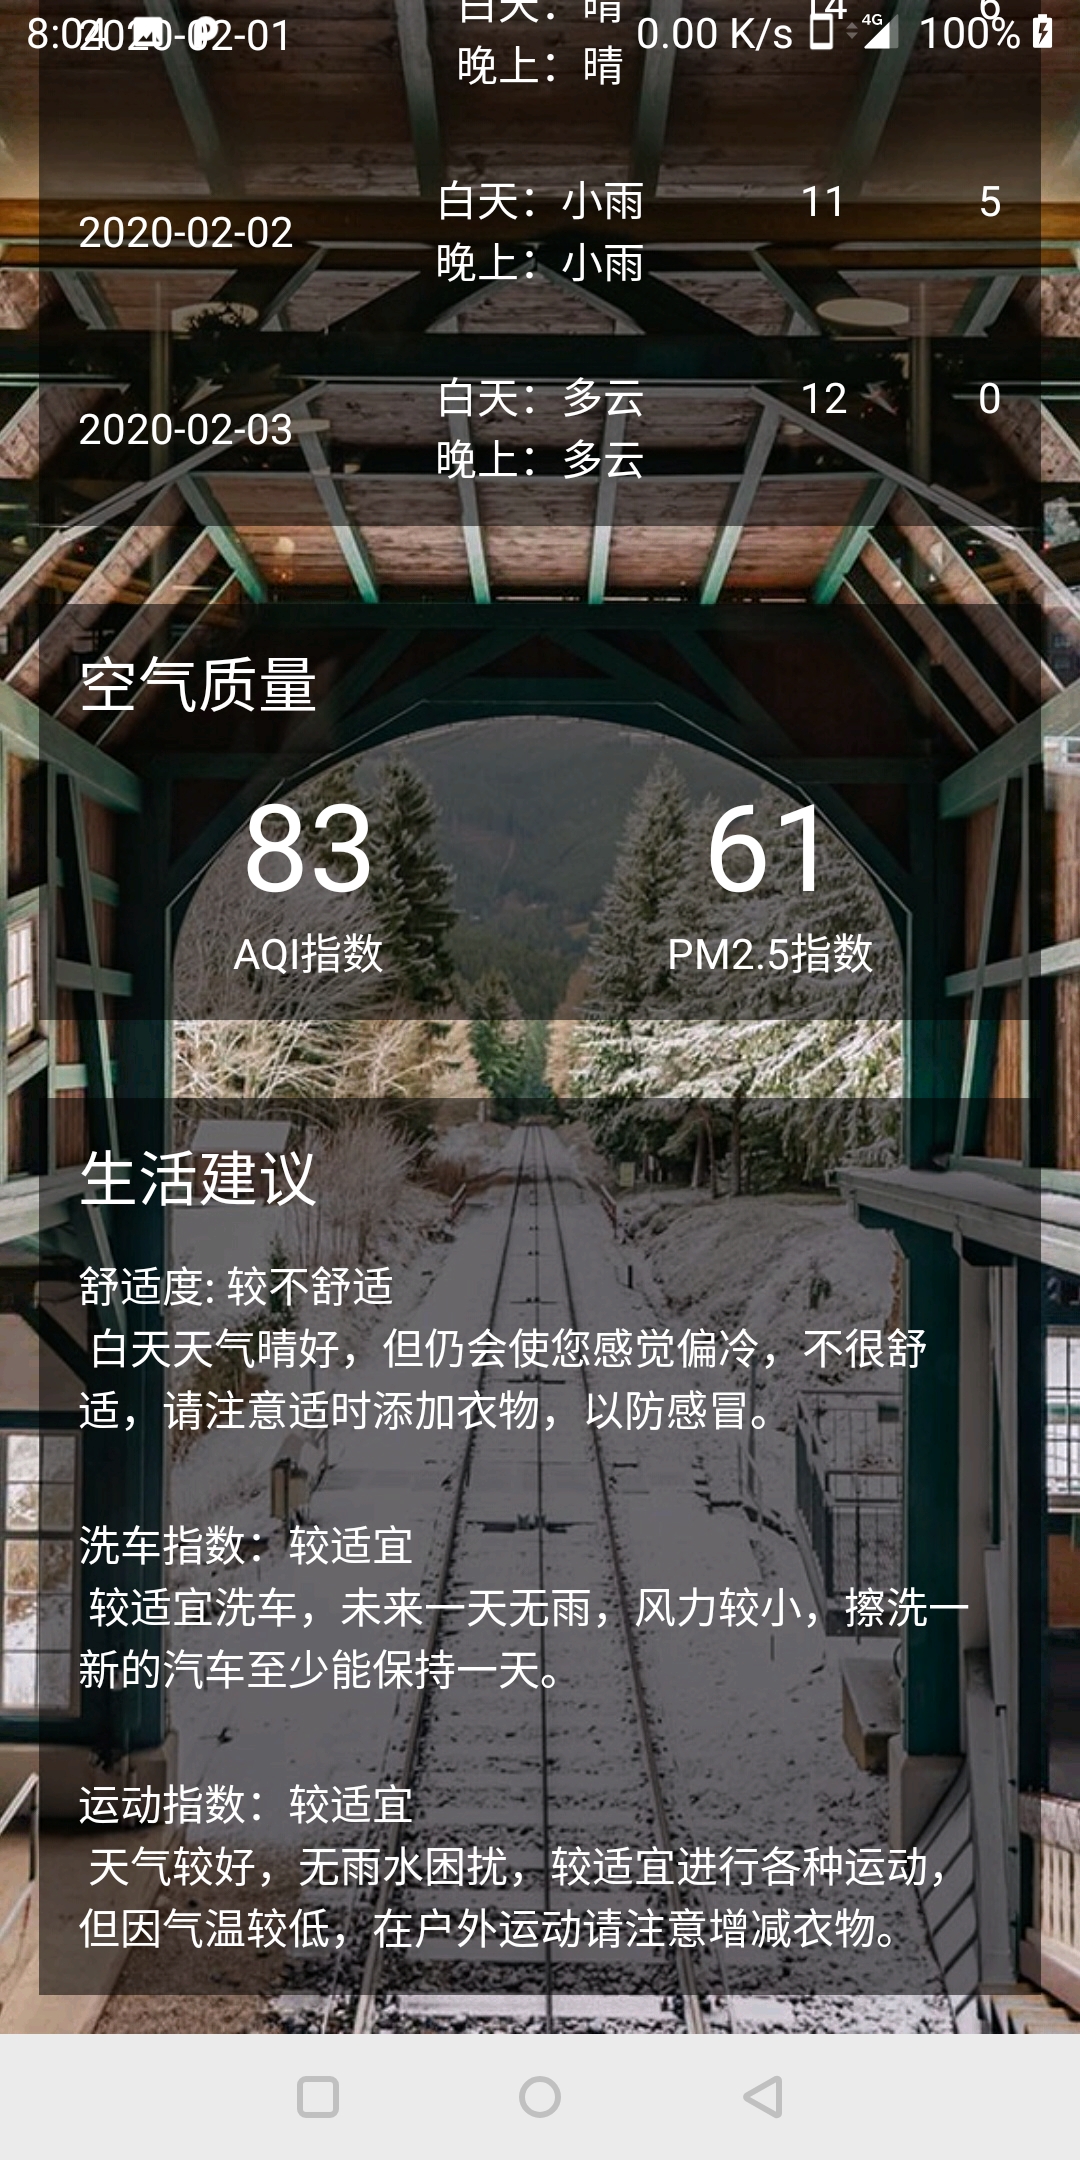 8:04
0.00 K/s
4G
100%
2020-02-01
白天：晴
14
6
晚上：晴
2020-02-02
白天：小雨
11
5
晚上：小雨
2020-02-03
白天：多云
12
0
晚上：多云
空气质量
83
61
AQI指数
PM2.5指数
生活建议
舒适度: 较不舒适
白天天气晴好，但仍会使您感觉偏冷，不很舒
适，请注意适时添加衣物，以防感冒。
洗车指数：较适宜
较适宜洗车，未来一天无雨，风力较小，擦洗一
新的汽车至少能保持一天。
运动指数：较适宜
天气较好，无雨水困扰，较适宜进行各种运动，
但因气温较低，在户外运动请注意增减衣物。